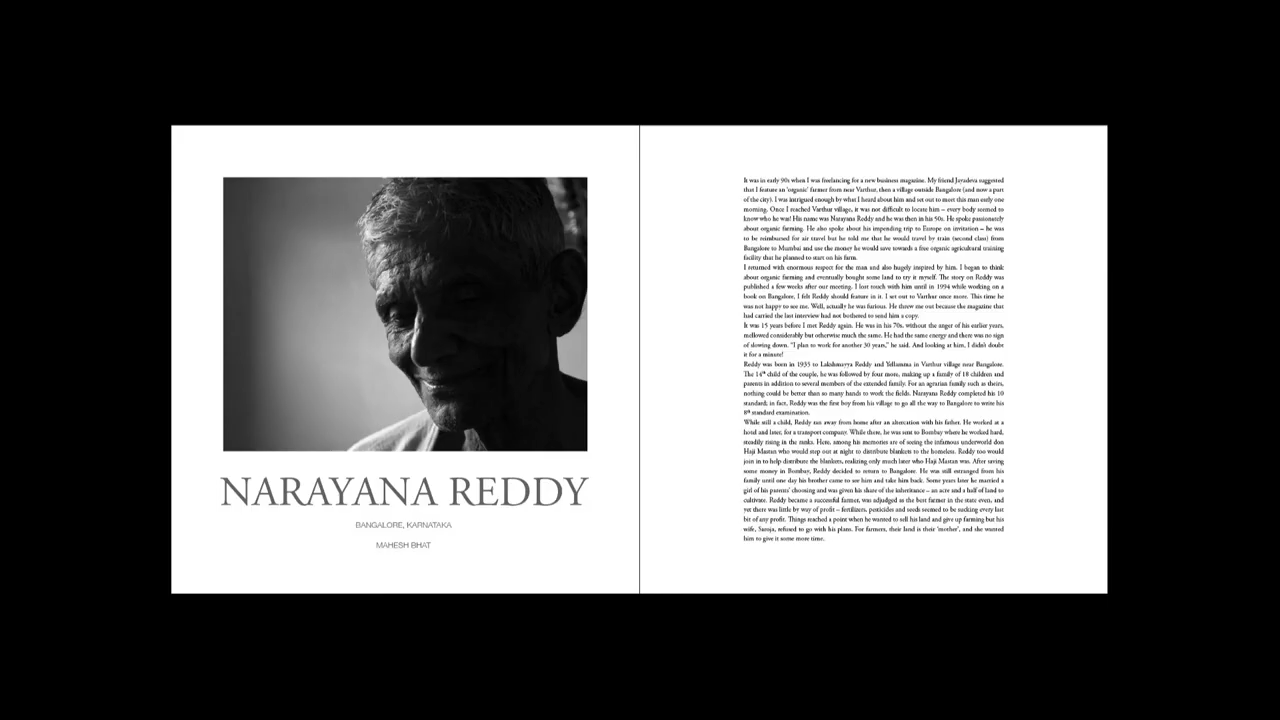 NARAYANA REDDY
BANGALORE, KARNATAKA
MAHESH BHAT
It was in early 90s when I was freelancing for a new business magazine. My friend Jayadeva suggested
that I feature an 'organic' farmer from near Varthur, then a village outside Bangalore (and now a part
of the city). I was intrigued enough by what I heard about him and set out to meet this man early one
morning. Once I reached Varthur village, it was not difficult to locate him – every body seemed to
know who he was! His name was Narayana Reddy and he was then in his 50s. He spoke passionately
about organic farming. He also spoke about his impending trip to Europe on invitation – he was
to be reimbursed for air travel but he told me that he would travel by train (second class) from
Bangalore to Mumbai and use the money he would save towards a free organic agricultural training
facility that he planned to start on his farm.
I returned with enormous respect for the man and also hugely inspired by him. I began to think
about organic farming and eventually bought some land to try it myself. The story on Reddy was
published a few weeks after our meeting. I lost touch with him until in 1994 while working on a
book on Bangalore, I felt Reddy should feature in it. I set out to Varthur once more. This time he
was not happy to see me. Well, actually he was furious. He threw me out because the magazine that
had carried the last interview had not bothered to send him a copy.
It was 15 years before I met Reddy again. He was in his 70s, without the anger of his earlier years,
mellowed considerably but otherwise much the same. He had the same energy and there was no sign
of slowing down. "I plan to work for another 30 years," he said. And looking at him, I didn't doubt
it for a minute!
Reddy was born in 1935 to Lakshmayya Reddy and Yellamma in Varthur village near Bangalore.
The 14th child of the couple, he was followed by four more, making up a family of 18 children and
parents in addition to several members of the extended family. For an agrarian family such as theirs,
nothing could be better than so many hands to work the fields. Narayana Reddy completed his 10
standard; in fact, Reddy was the first boy from his village to go all the way to Bangalore to write his
8th standard examination.
While still a child, Reddy ran away from home after an altercation with his father. He worked at a
hotel and later, for a transport company. While there, he was sent to Bombay where he worked hard,
steadily rising in the ranks. Here, among his memories are of seeing the infamous underworld don
Haji Mastan who would step out at night to distribute blankets to the homeless. Reddy too would
join in to help distribute the blankets, realizing only much later who Haji Mastan was. After saving
some money in Bombay, Reddy decided to return to Bangalore. He was still estranged from his
family until one day his brother came to see him and take him back. Some years later he married a
girl of his parents' choosing and was given his share of the inheritance – an acre and a half of land to
cultivate. Reddy became a successful farmer, was adjudged as the best farmer in the state even, and
yet there was little by way of profit – fertilizers, pesticides and seeds seemed to be sucking every last
bit of any profit. Things reached a point when he wanted to sell his land and give up farming but his
wife, Saroja, refused to go with his plans. For farmers, their land is their 'mother', and she wanted
him to give it some more time.